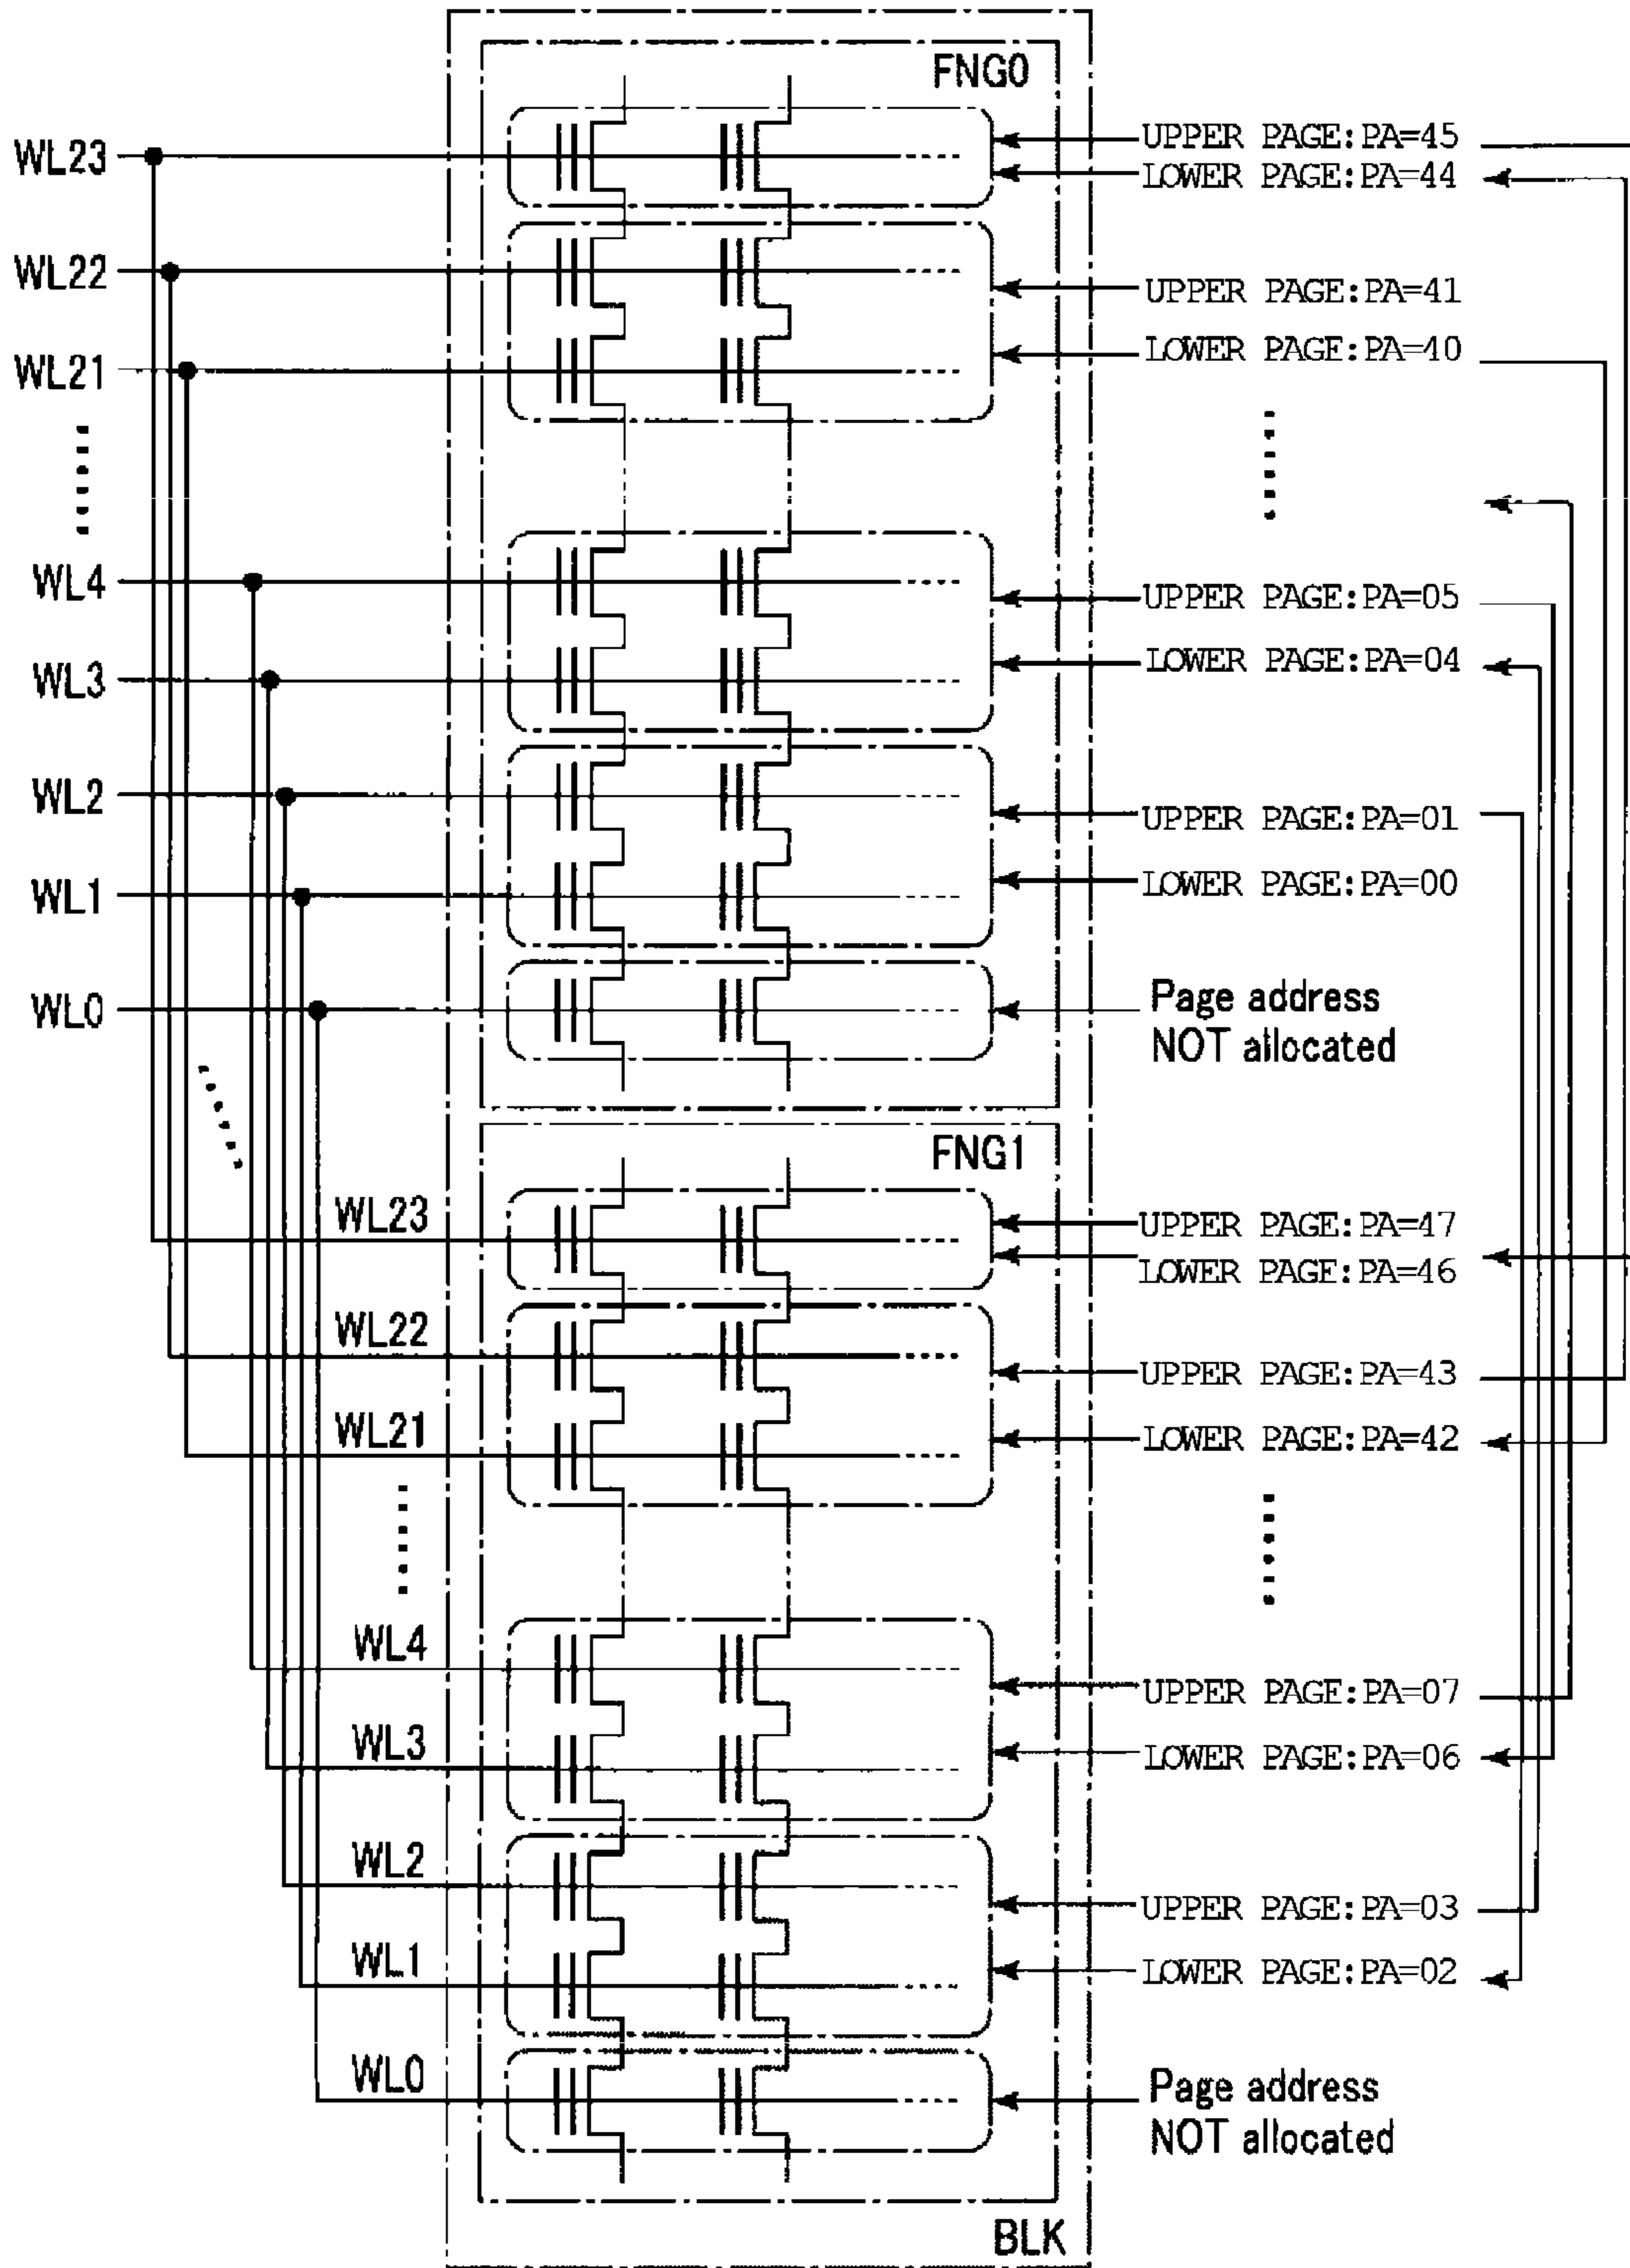 FNG0
WL23
UPPER PAGE:PA=45
LOWER PAGE:PA=44
WL22
UPPER PAGE:PA=41
WL21
LOWER PAGE:PA=40
WL4
UPPER PAGE:PA=05
WL3
LOWER PAGE:PA=04
WL2
UPPER PAGE:PA=01
WL1
LOWER PAGE:PA=00
WL0
Page address
NOT allocated
FNG1
WL23
UPPER PAGE:PA=47
LOWER PAGE:PA=46
WL22
UPPER PAGE:PA=43
WL21
LOWER PAGE:PA=42
WL4
UPPER PAGE:PA=07
WL3
LOWER PAGE:PA=06
WL2
UPPER PAGE:PA=03
WL1
LOWER PAGE:PA=02
WL0
Page address
NOT allocated
BLK